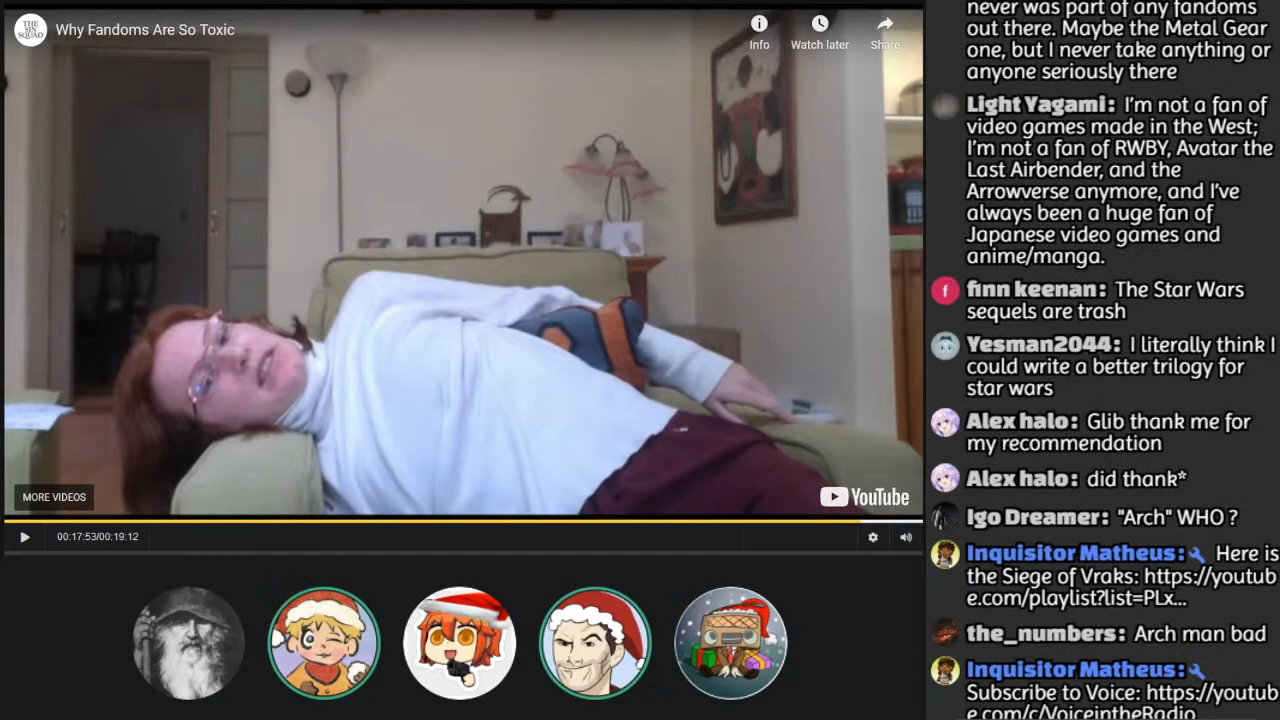 THE
SIN
SQUAD
Why Fandoms Are So Toxic
Info
Watch later
Share
MORE VIDEOS
YouTube
00:17:53/00:19:12
never was part of any fandoms
out there. Maybe the Metal Gear
one, but I never take anything or
anyone seriously there
Light Yagami: I'm not a fan of
video games made in the West;
I'm not a fan of RWBY, Avatar the
Last Airbender, and the
Arrowverse anymore, and I've
always been a huge fan of
Japanese video games and
anime/manga.
f
finn keenan: The Star Wars
sequels are trash
Yesman2044: I literally think I
could write a better trilogy for
star wars
Alex halo: Glib thank me for
my recommendation
Alex halo: did thank*
Igo Dreamer: "Arch" WHO ?
Inquisitor Matheus: Here is
the Siege of Vraks: https://youtub
e.com/playlist?list=PLx...
the_numbers: Arch man bad
Inquisitor Matheus:
Subscribe to Voice: https://youtub
e.com/c/VoiceintheRadio